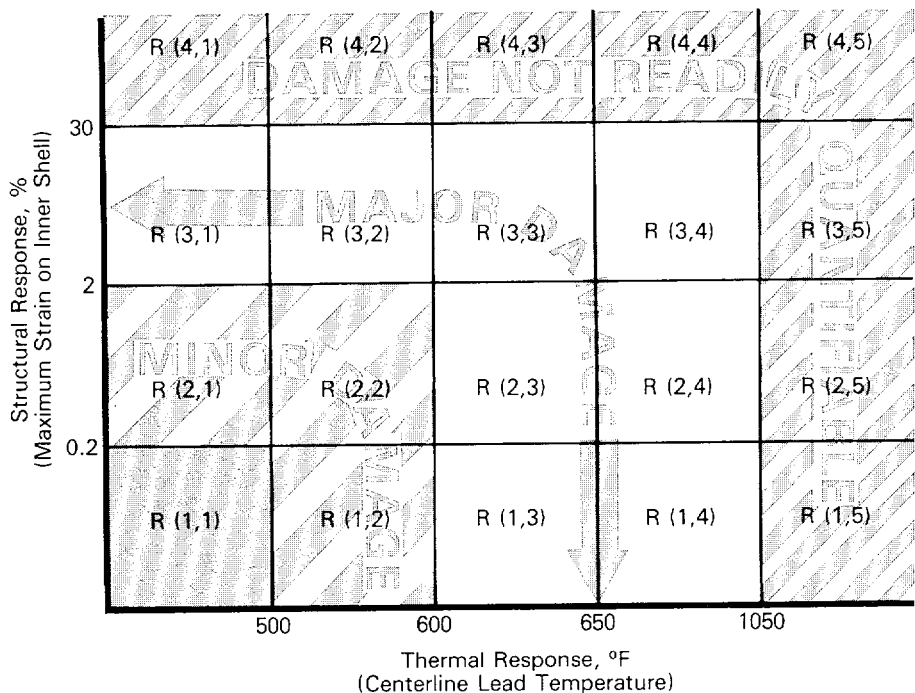 R (4,1) R (4,2) R (4,3) R (4,4) R (4,5)
DAMAGE NOT READILY
30
MAJOR DAMAGE
R (3,1) R (3,2) R (3,3) R (3,4) R (3,5)
QUANTIFIABLE
2
MINOR DAMAGE
R (2,1) R (2,2) R (2,3) R (2,4) R (2,5)
0.2
R (1,1) R (1,2) R (1,3) R (1,4) R (1,5)
500 600 650 1050
Structural Response, %
(Maximum Strain on Inner Shell)
Thermal Response, °F
(Centerline Lead Temperature)